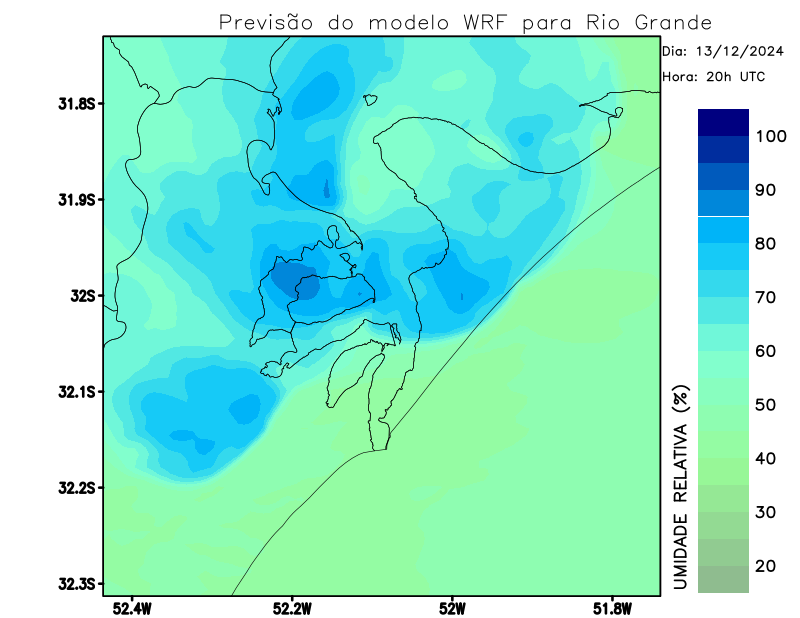 Previsão do modelo WRF para Rio Grande
Dia: 13/12/2024
Hora: 20h UTC
31.8S
31.9S
32S
32.1S
32.2S
32.3S
52.4W
52.2W
52W
51.8W
100
90
80
70
60
50
40
30
20
UMIDADE RELATIVA (%)